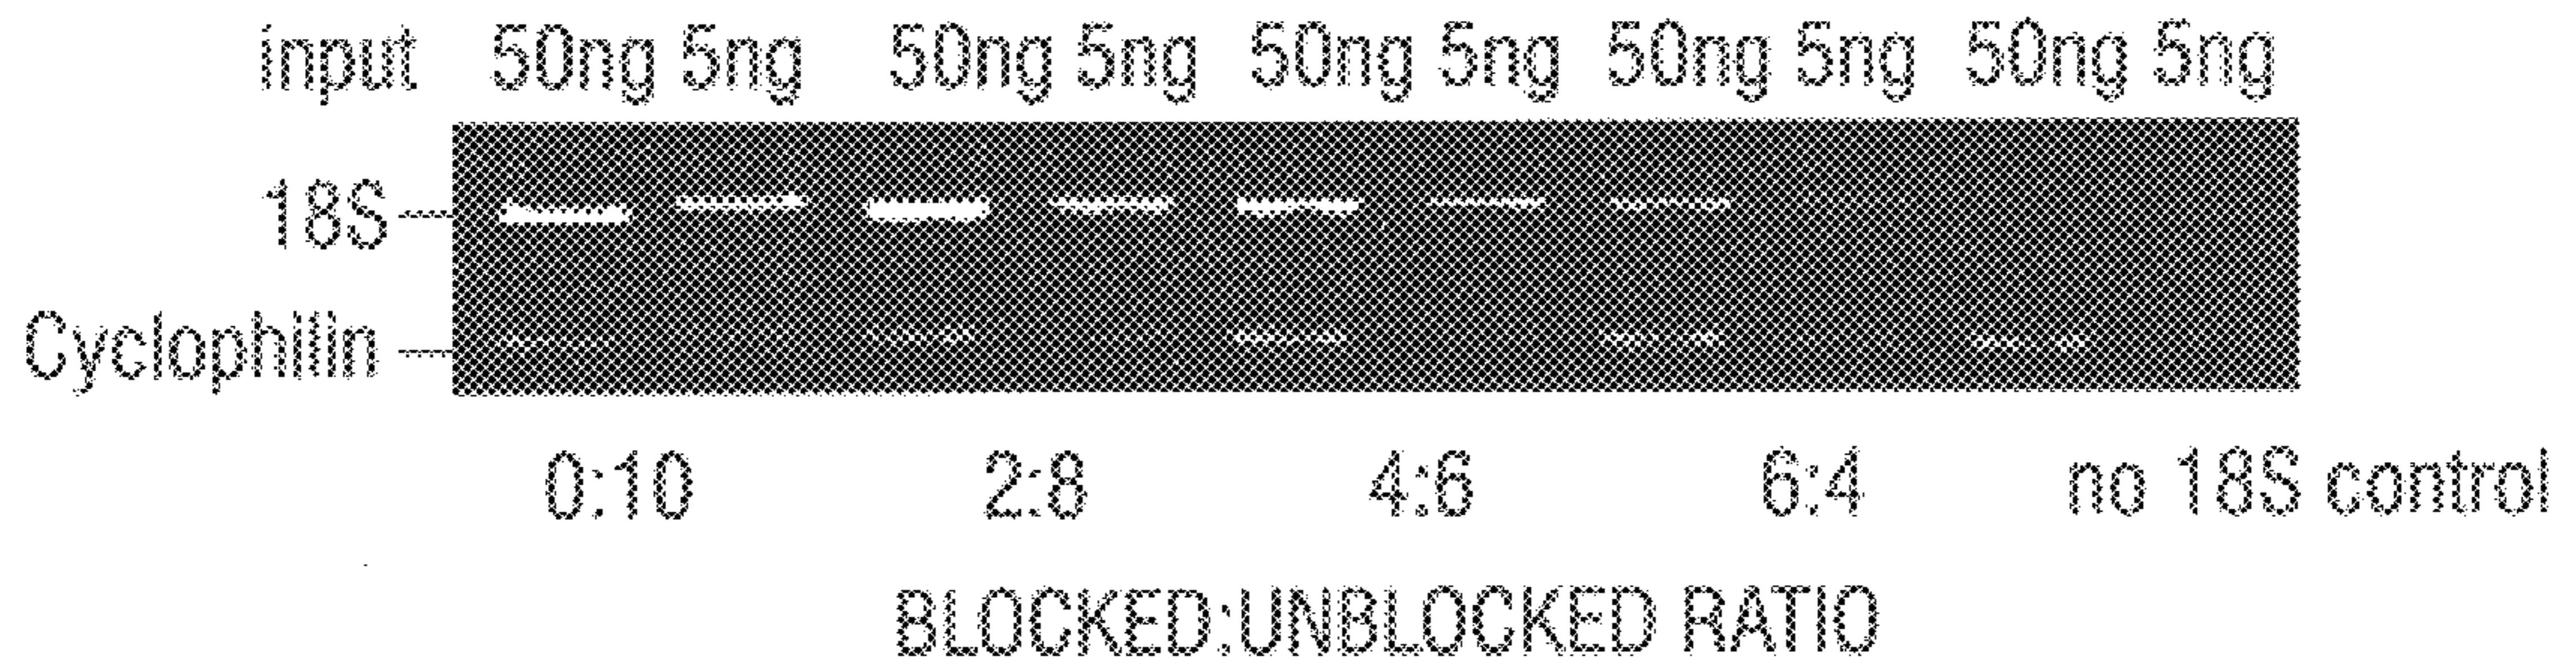 input 50ng 5ng 50ng 5ng 50ng 5ng 50ng 5ng 50ng 5ng
18S
Cyclophilin
0:10 2:8 4:6 6:4 no 18S control
BLOCKED:UNBLOCKED RATIO